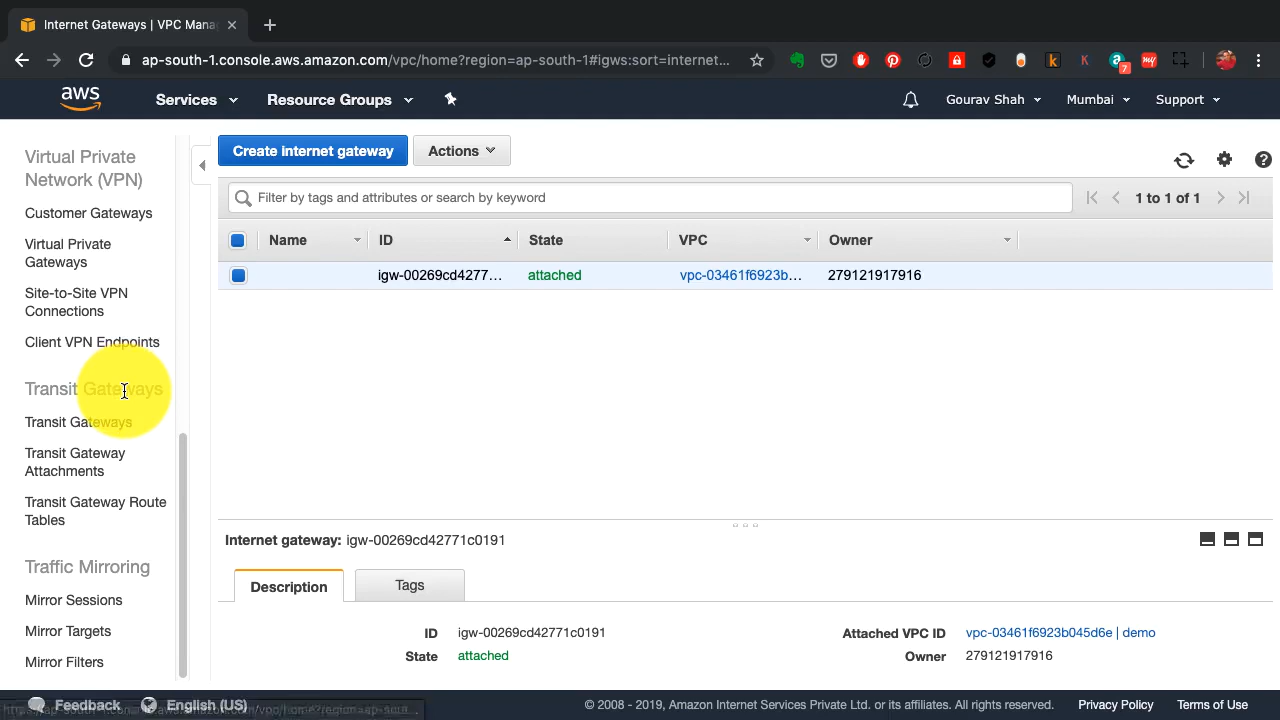 Internet Gateways | VPC Mana
ap-south-1.console.aws.amazon.com/vpc/home?region=ap-south-1#igws:sort=internet...
7
aws
Services
Resource Groups
Gourav Shah
Mumbai
Support
Virtual Private
Network (VPN)
Customer Gateways
Virtual Private
Gateways
Site-to-Site VPN
Connections
Client VPN Endpoints
Transit Gateways
Transit Gateways
Transit Gateway
Attachments
Transit Gateway Route
Tables
Traffic Mirroring
Mirror Sessions
Mirror Targets
Mirror Filters
Create internet gateway
Actions
Filter by tags and attributes or search by keyword
1 to 1 of 1
Name ID State VPC Owner
igw-00269cd4277... attached vpc-03461f6923b... 279121917916
Internet gateway: igw-00269cd42771c0191
Description
Tags
ID igw-00269cd42771c0191
Attached VPC ID vpc-03461f6923b045d6e | demo
State attached
Owner 279121917916
Feedback
English (US)
© 2008 - 2019, Amazon Internet Services Private Ltd. or its affiliates. All rights reserved.
Privacy Policy
Terms of Use